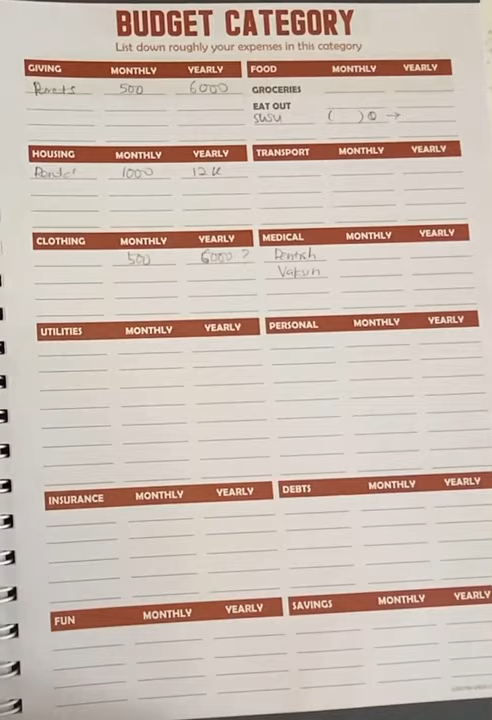 BUDGET CATEGORY
List down roughly your expenses in this category
GIVING MONTHLY YEARLY
Parents 500 6000
FOOD MONTHLY YEARLY
GROCERIES
EAT OUT
susu ( ) →
HOUSING MONTHLY YEARLY
1000 12k
TRANSPORT MONTHLY YEARLY
CLOTHING MONTHLY YEARLY
500 6000 ?
MEDICAL MONTHLY YEARLY
UTILITIES MONTHLY YEARLY
PERSONAL MONTHLY YEARLY
INSURANCE MONTHLY YEARLY
DEBTS MONTHLY YEARLY
FUN MONTHLY YEARLY
SAVINGS MONTHLY YEARLY